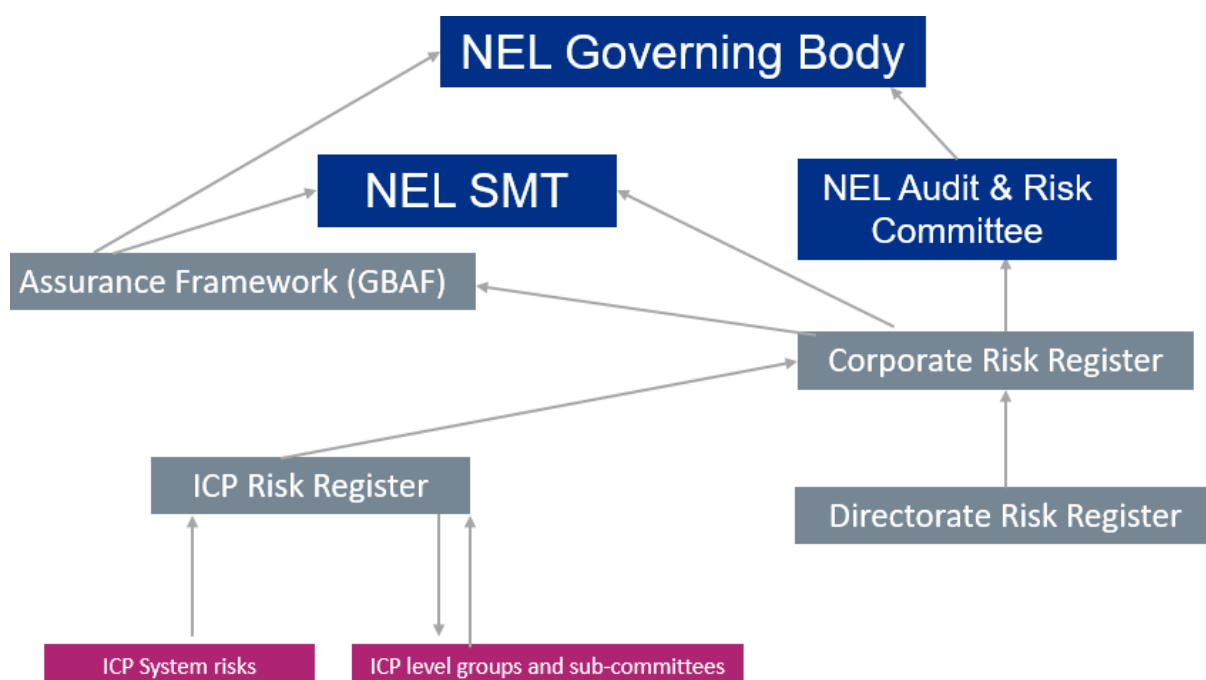 NEL Governing Body
NEL SMT
NEL Audit & Risk
Committee
Assurance Framework (GBAF)
Corporate Risk Register
ICP Risk Register
Directorate Risk Register
ICP System risks
ICP level groups and sub-committees